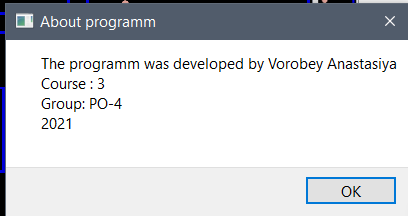 About programm
The programm was developed by Vorobey Anastasiya
Course : 3
Group: PO-4
2021
OK